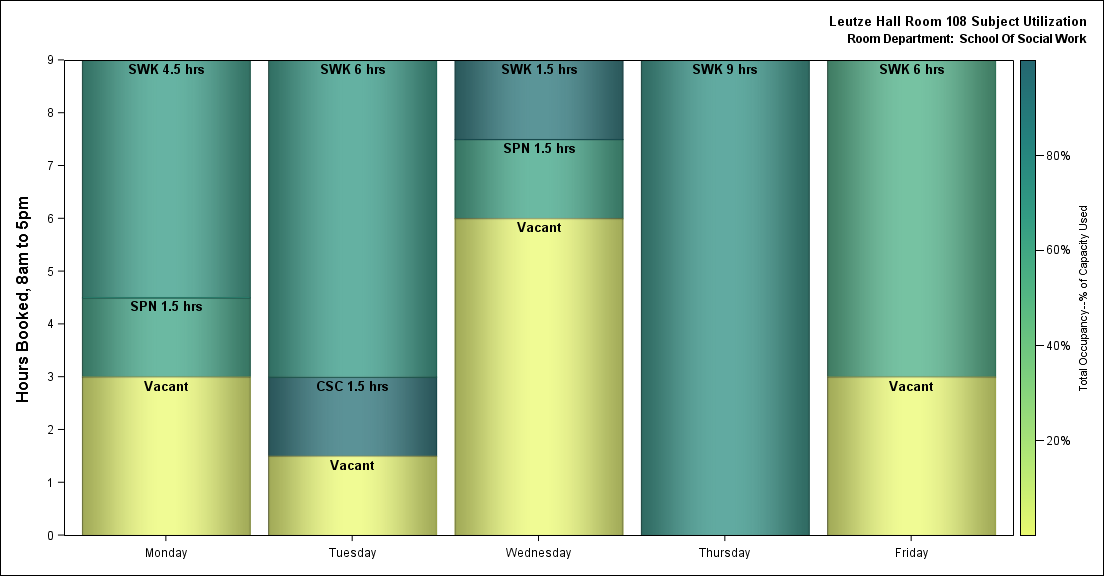 Leutze Hall Room 108 Subject Utilization
Room Department: School Of Social Work
Hours Booked, 8am to 5pm
9
8
7
6
5
4
3
2
1
0
SWK 4.5 hrs
SPN 1.5 hrs
Vacant
SWK 6 hrs
CSC 1.5 hrs
Vacant
SWK 1.5 hrs
SPN 1.5 hrs
Vacant
SWK 9 hrs
SWK 6 hrs
Vacant
Monday
Tuesday
Wednesday
Thursday
Friday
80%
60%
40%
20%
Total Occupancy--% of Capacity Used